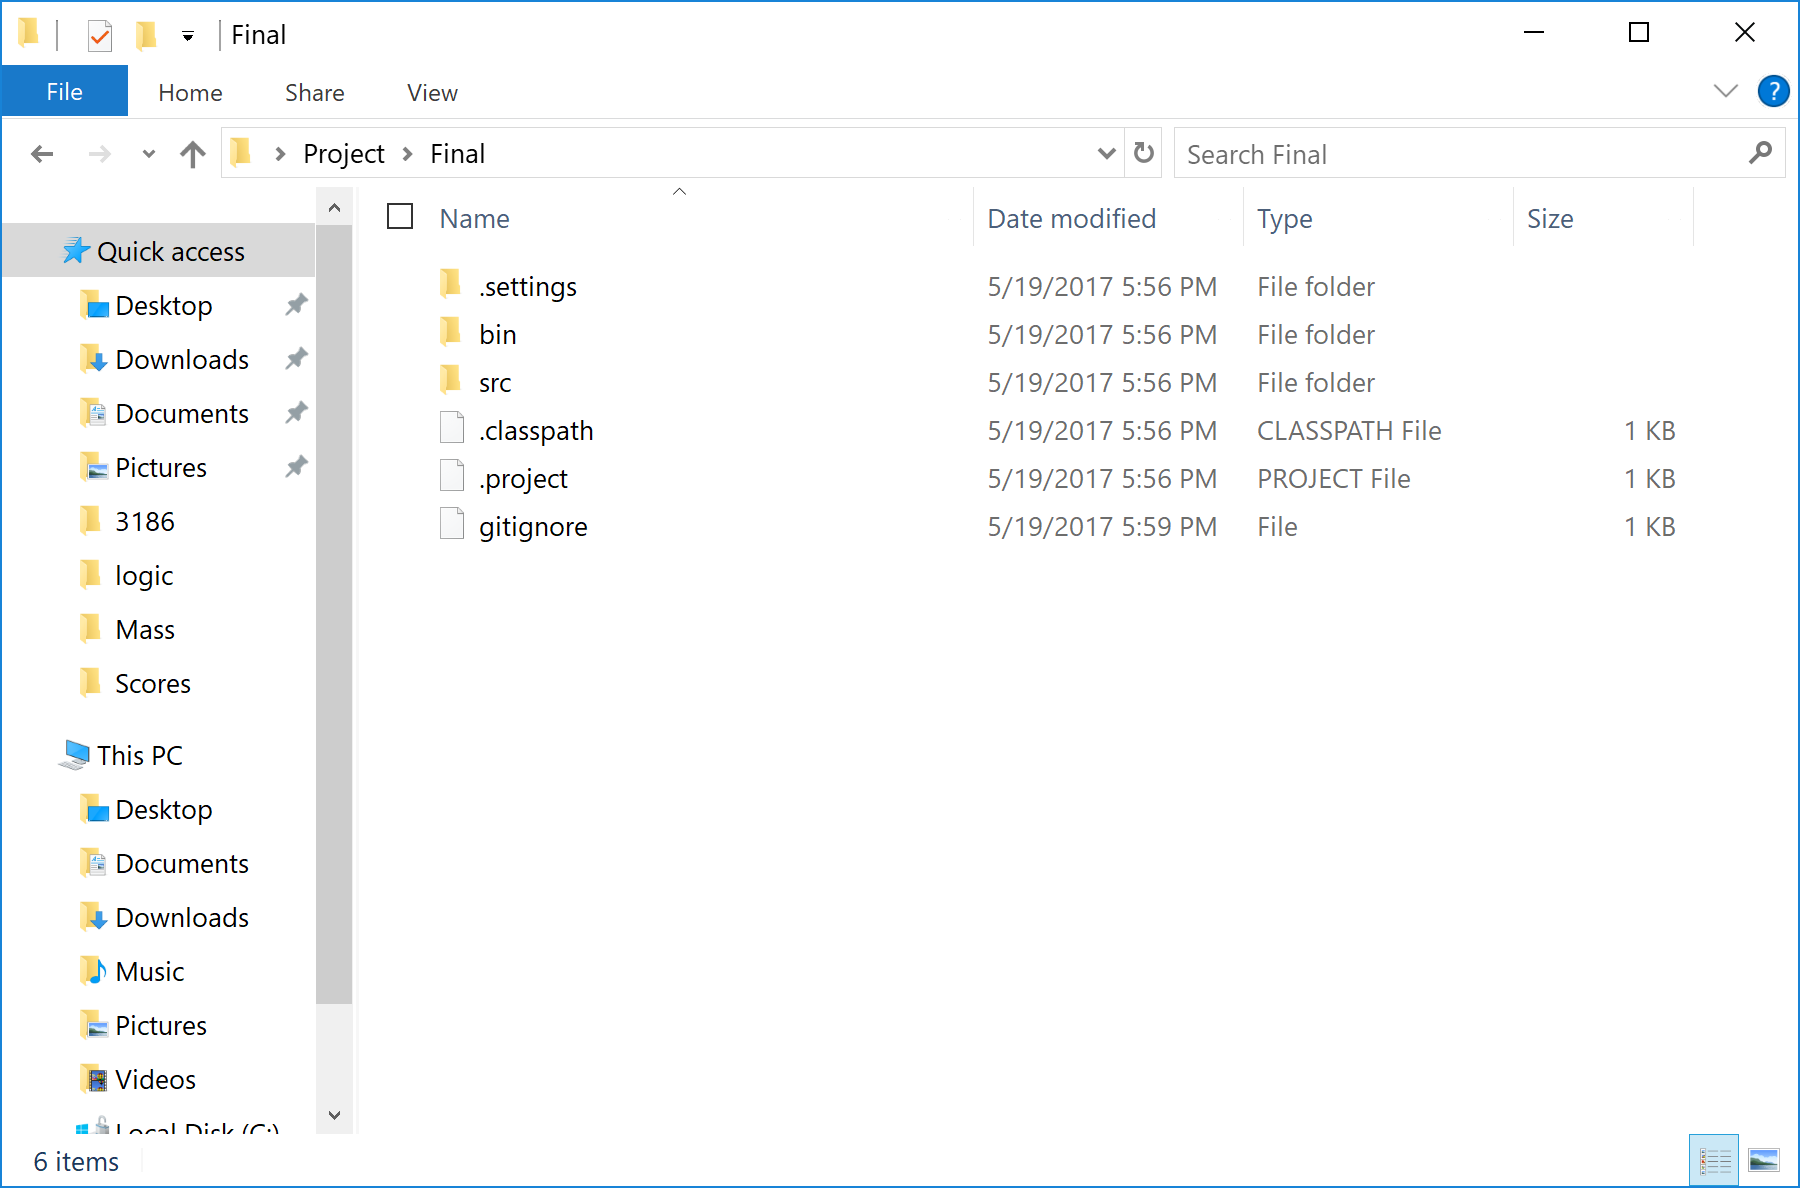 Final
File Home Share View ?
Project Final
Search Final
Name Date modified Type Size
.settings 5/19/2017 5:56 PM File folder
bin 5/19/2017 5:56 PM File folder
src 5/19/2017 5:56 PM File folder
.classpath 5/19/2017 5:56 PM CLASSPATH File 1 KB
.project 5/19/2017 5:56 PM PROJECT File 1 KB
gitignore 5/19/2017 5:59 PM File 1 KB
Quick access
Desktop
Downloads
Documents
Pictures
3186
logic
Mass
Scores
This PC
Desktop
Documents
Downloads
Music
Pictures
Videos
Local Disk (C:)
6 items